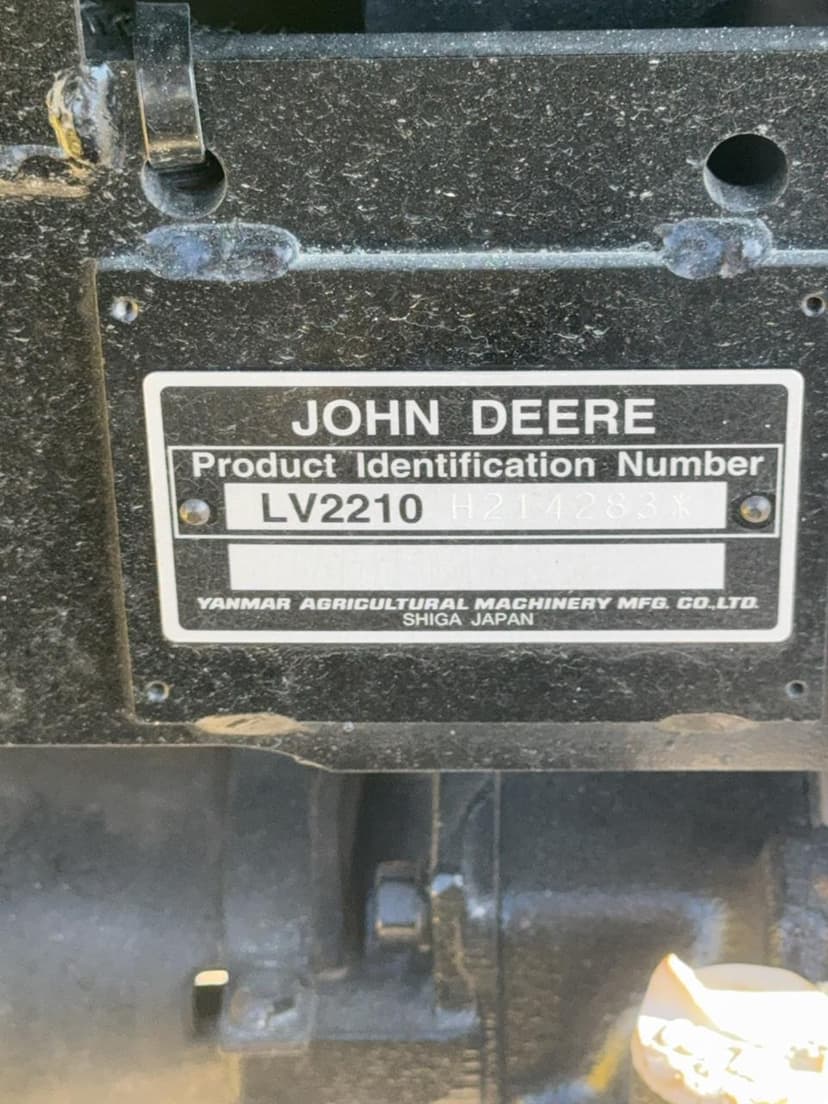 JOHN DEERE
Product Identification Number
LV2210 H214283*
YANMAR AGRICULTURAL MACHINERY MFG. CO.,LTD.
SHIGA JAPAN